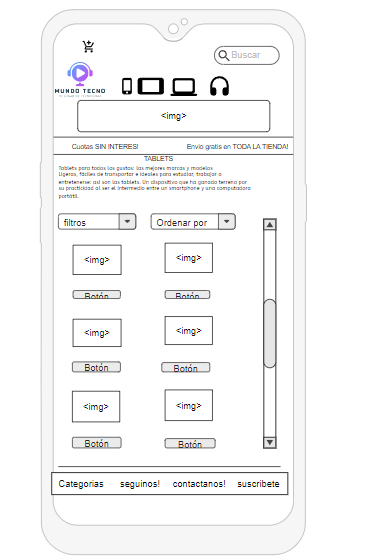 Buscar
MUNDO TECNO
<img>
Cuotas SIN INTERES! Envio gratis en TODA LA TIENDA!
TABLETS
Tablets para todos los gustos: las mejores marcas y modelos
Ligeras, fáciles de transportar e ideales para estudiar, trabajar o
entretenerse: así son las tablets. Un dispositivo que ha ganado terreno por
su practicidad al ser el intermedio entre un smartphone y una computadora
portátil.
filtros Ordenar por
<img> <img>
Botón Botón
<img> <img>
Botón Botón
<img> <img>
Botón Botón
Categorias seguinos! contactanos! suscribete